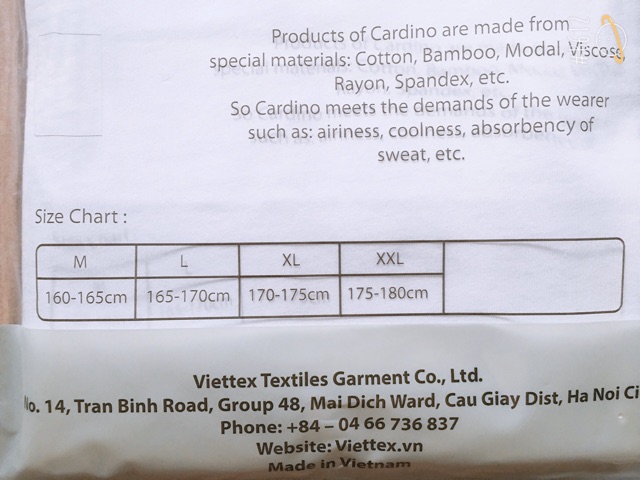 Products of Cardino are made from
special materials: Cotton, Bamboo, Modal, Viscose,
Rayon, Spandex, etc.
So Cardino meets the demands of the wearer
such as: airiness, coolness, absorbency of
sweat, etc.
Size Chart :
M L XL XXL
160-165cm 165-170cm 170-175cm 175-180cm
Viettex Textiles Garment Co., Ltd.
No. 14, Tran Binh Road, Group 48, Mai Dich Ward, Cau Giay Dist, Ha Noi Ci
Phone: +84 – 04 66 736 837
Website: Viettex.vn
Made in Vietnam